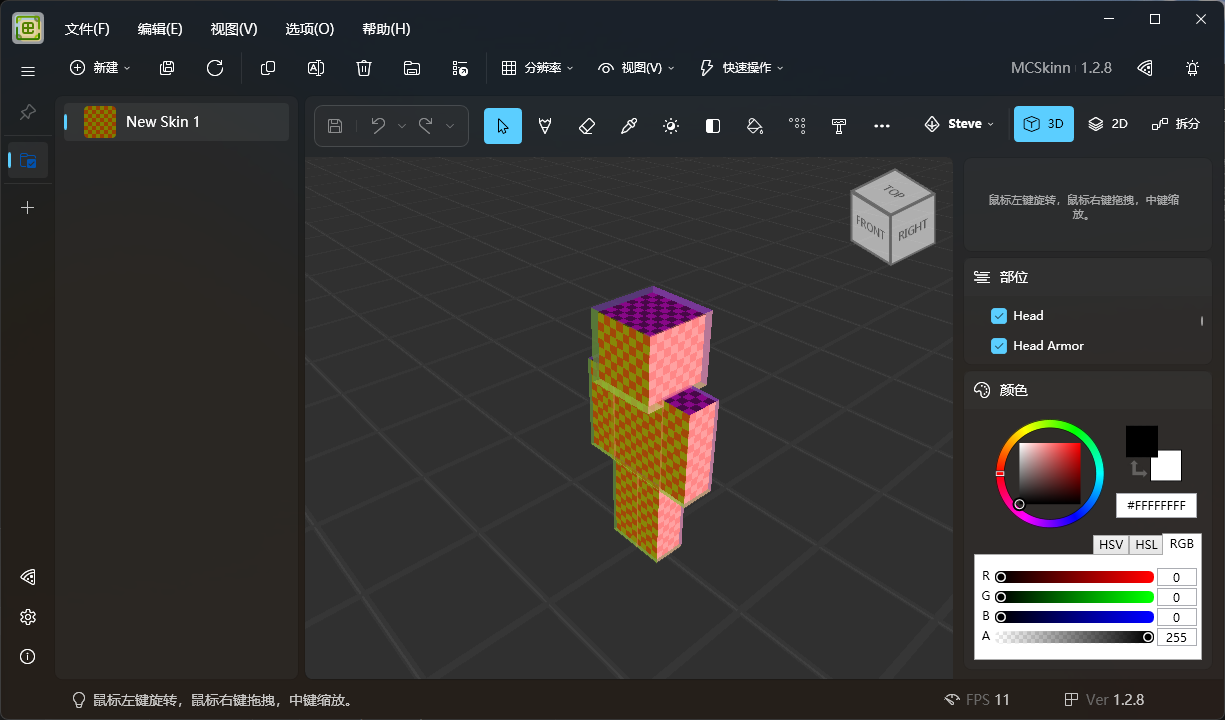 文件(F) 编辑(E) 视图(V) 选项(O) 帮助(H)
新建 分辨率 视图(V) 快速操作 MCSkinn 1.2.8
New Skin 1
Steve 3D 2D 拆分
TOP
FRONT RIGHT
鼠标左键旋转，鼠标右键拖拽，中键缩
放。
部位
Head
Head Armor
颜色
#FFFFFFFF
HSV HSL RGB
R 0
G 0
B 0
A 255
鼠标左键旋转，鼠标右键拖拽，中键缩放。 FPS 11 Ver 1.2.8